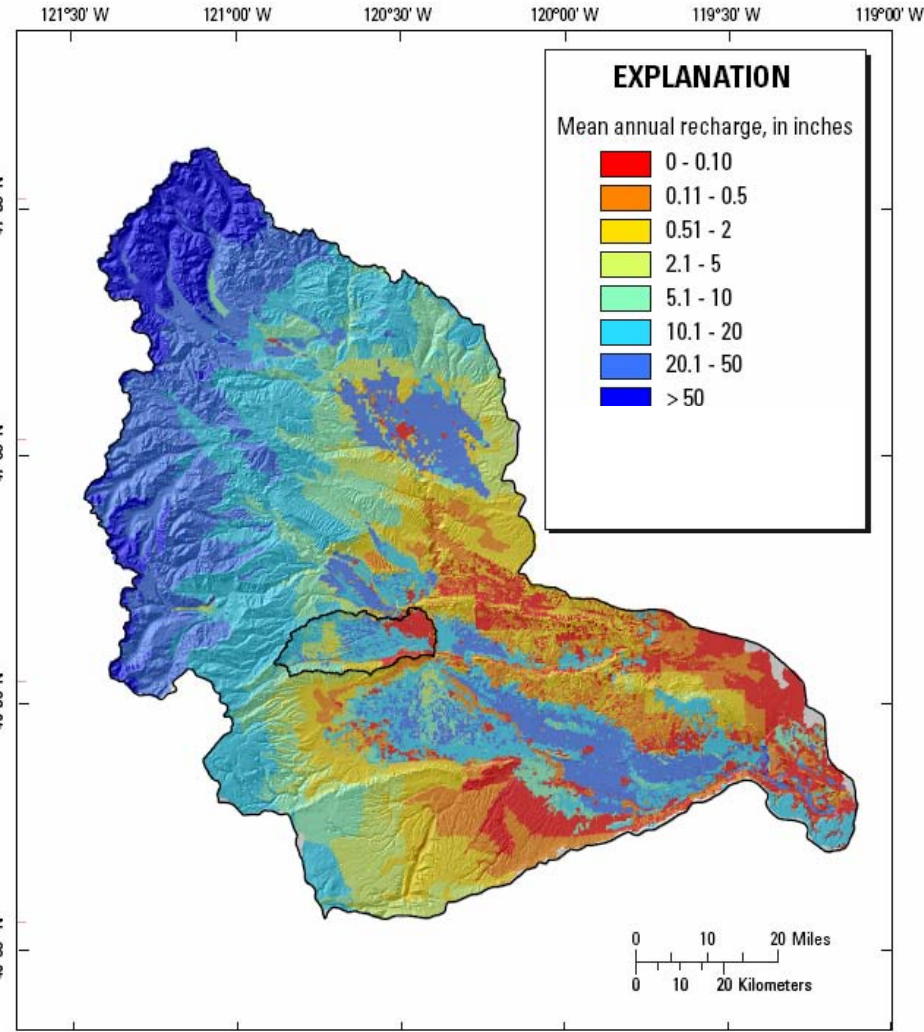 121°30' W 121°00' W 120°30' W 120°00' W 119°30' W 119°00' W
EXPLANATION
Mean annual recharge, in inches
0 - 0.10
0.11 - 0.5
0.51 - 2
2.1 - 5
5.1 - 10
10.1 - 20
20.1 - 50
> 50
0 10 20 Miles
0 10 20 Kilometers